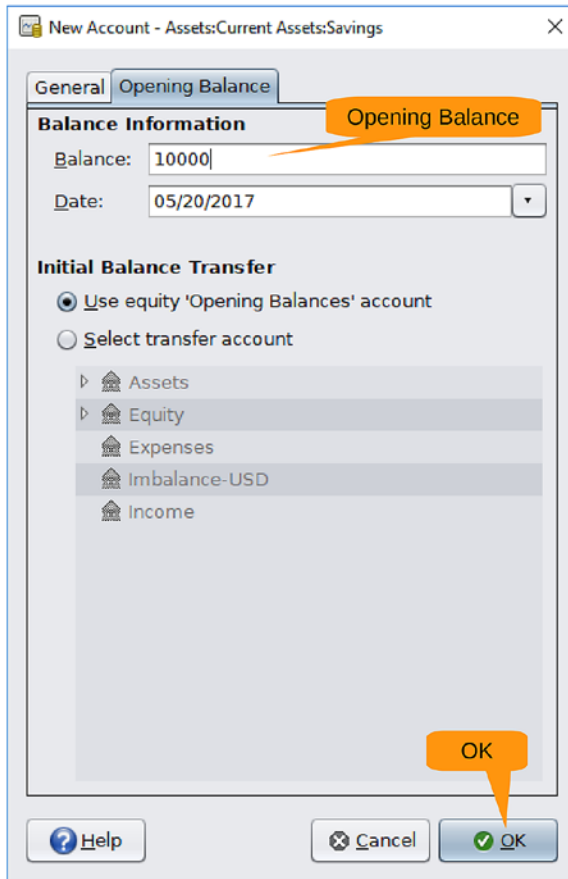 New Account - Assets:Current Assets:Savings
General Opening Balance
Balance Information
Opening Balance
Balance: 10000
Date: 05/20/2017
Initial Balance Transfer
Use equity 'Opening Balances' account
Select transfer account
Assets
Equity
Expenses
Imbalance-USD
Income
OK
Help Cancel OK